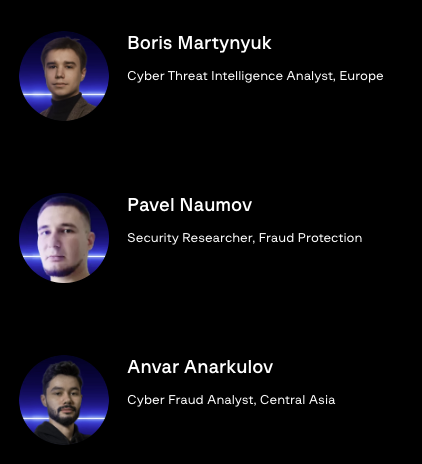 Boris Martynyuk
Cyber Threat Intelligence Analyst, Europe
Pavel Naumov
Security Researcher, Fraud Protection
Anvar Anarkulov
Cyber Fraud Analyst, Central Asia